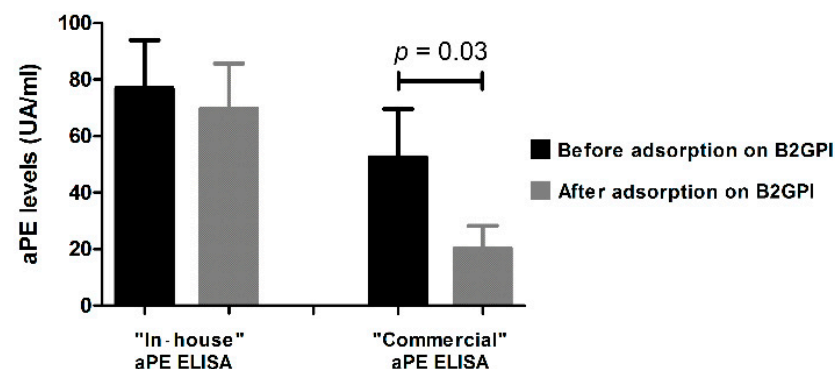 100
80
60
40
20
0
aPE levels (UA/ml)
p = 0.03
Before adsorption on B2GPI
After adsorption on B2GPI
"In-house"
aPE ELISA
"Commercial"
aPE ELISA